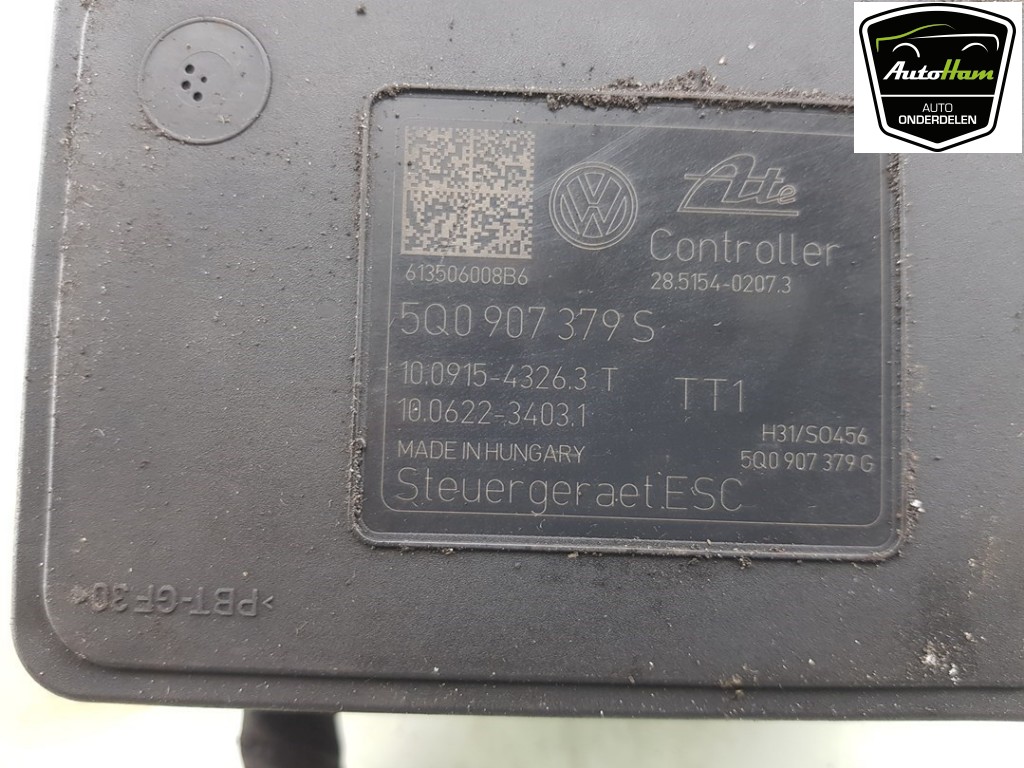 AutoHam
AUTO
ONDERDELEN
Ate
Controller
28.5154-0207.3
613506008B6
5Q0 907 379 S
10.0915-4326.3 T
TT1
10.0622-3403.1
H31/SO456
MADE IN HUNGARY
5Q0 907 379 G
Steuergeraet ESC
>PBT-GF30<